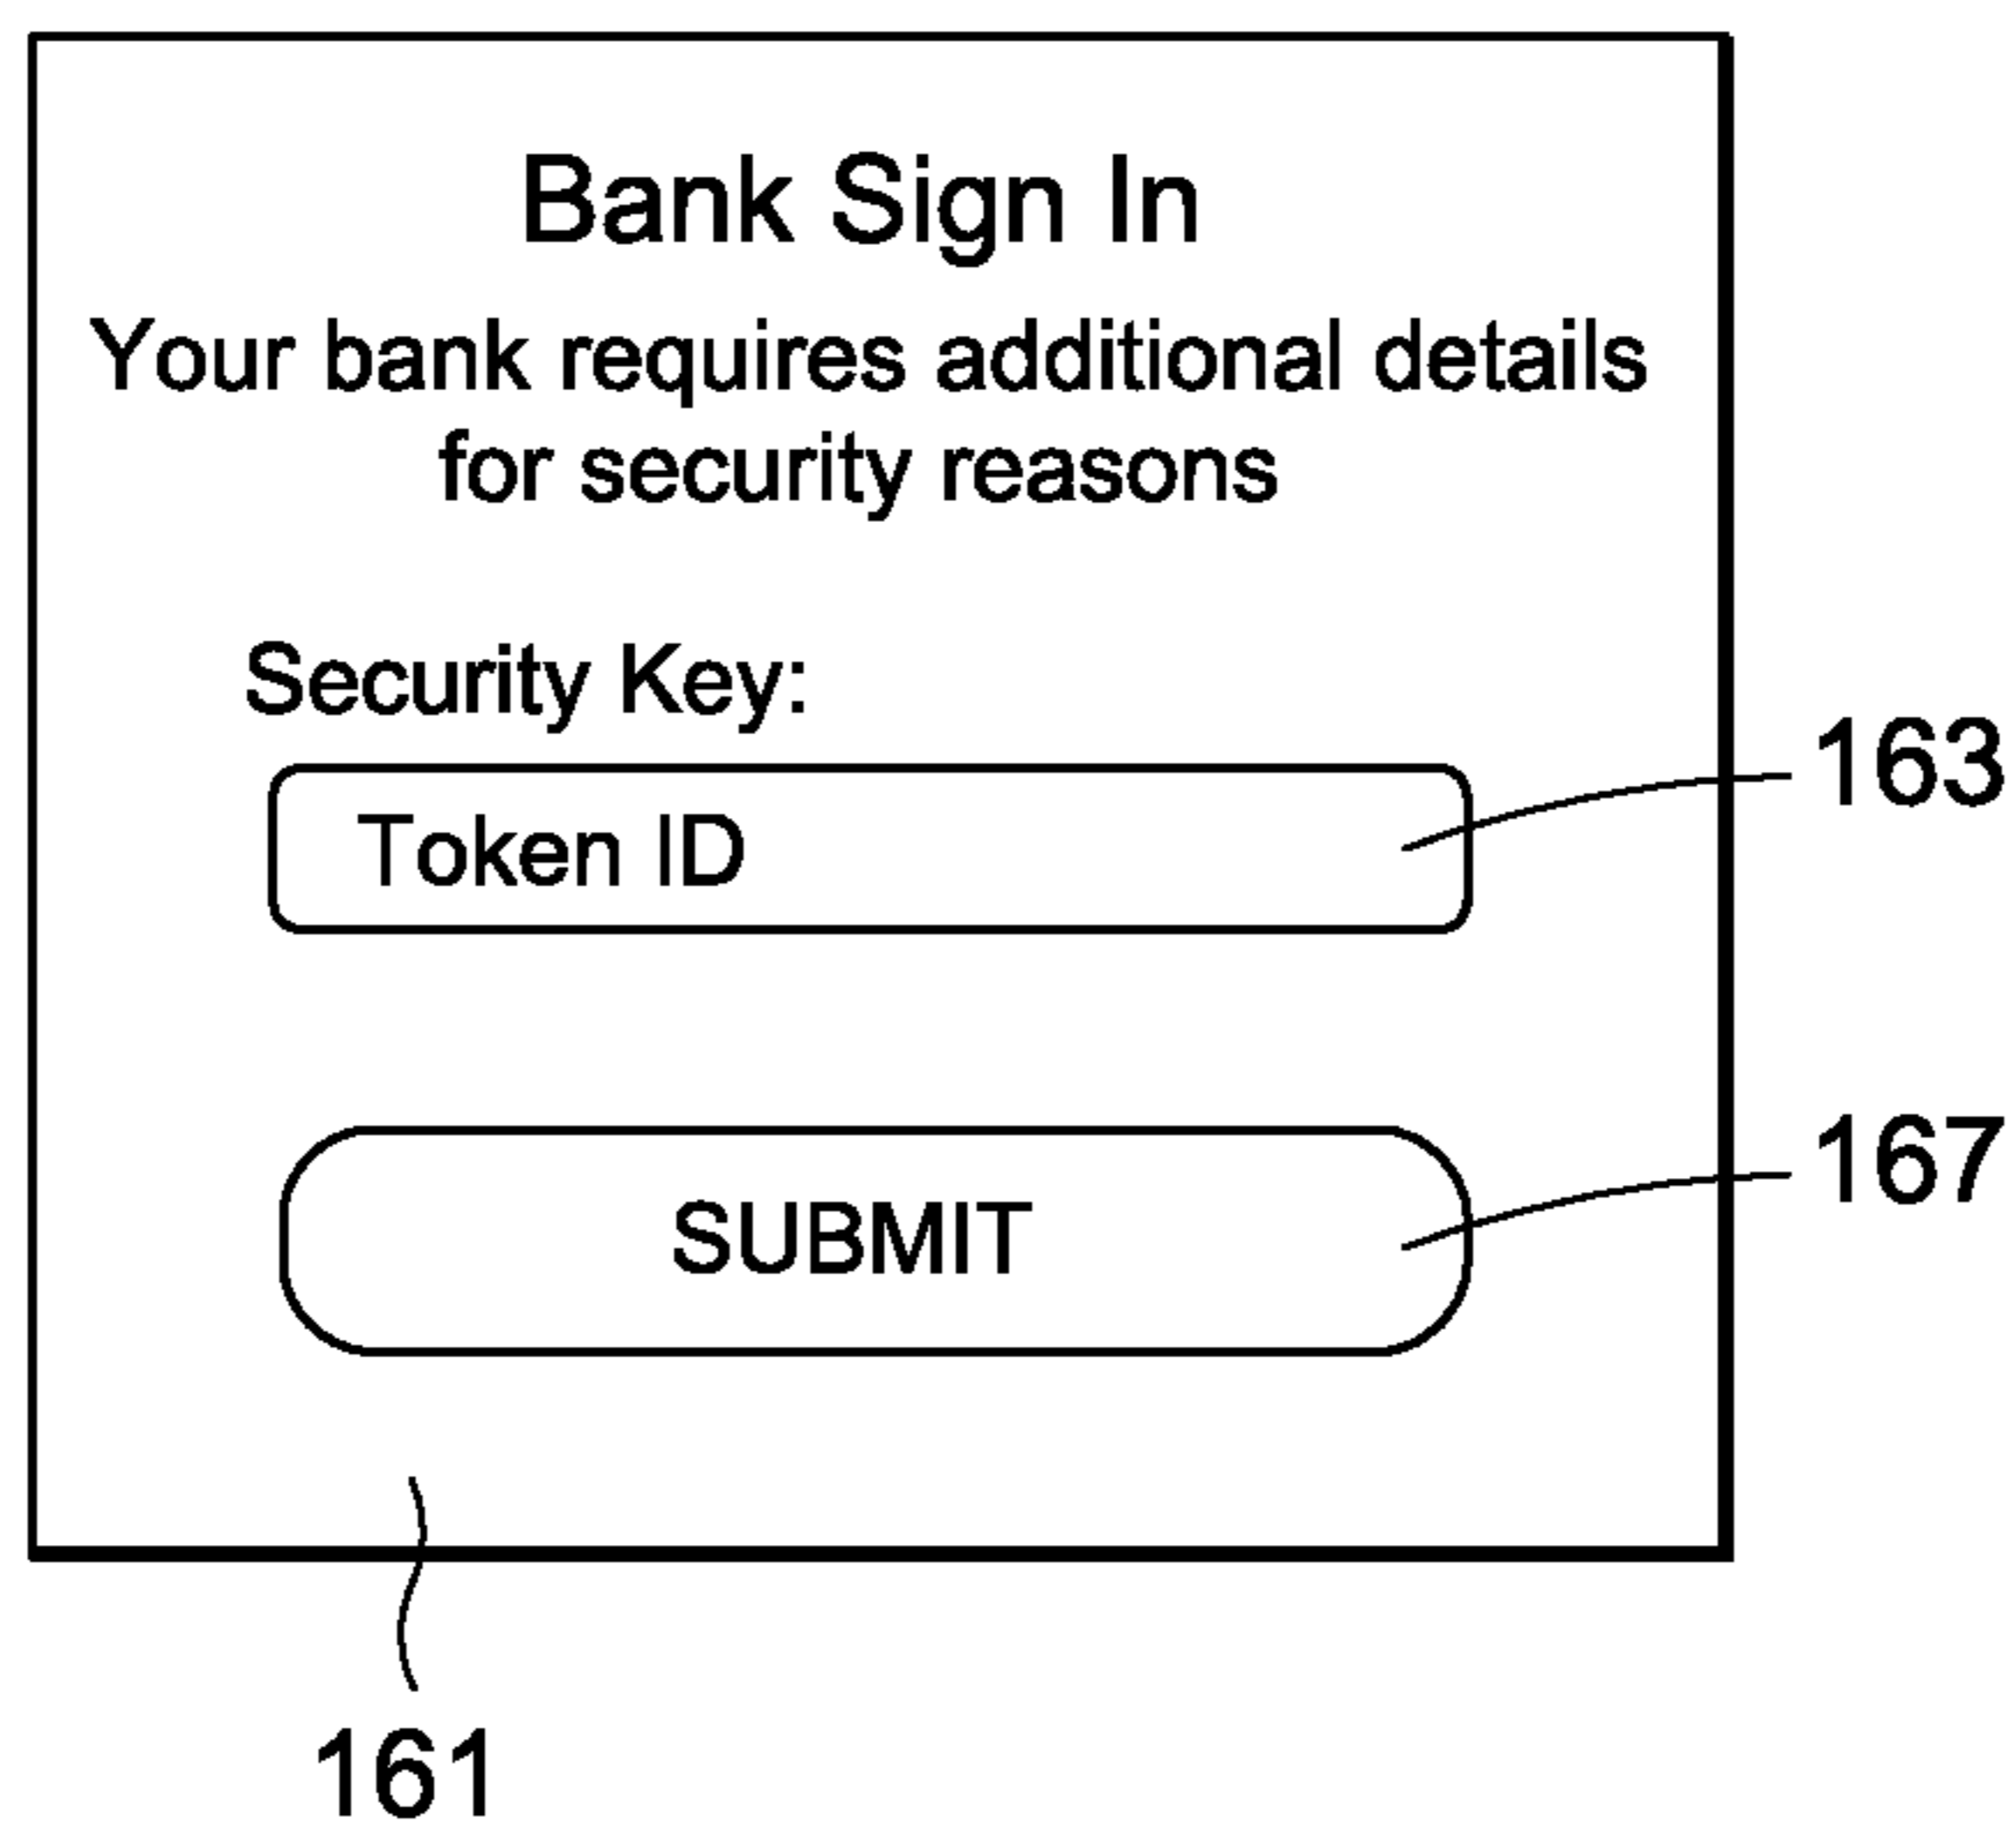 Bank Sign In
Your bank requires additional details
for security reasons
Security Key:
163
Token ID
167
SUBMIT
161